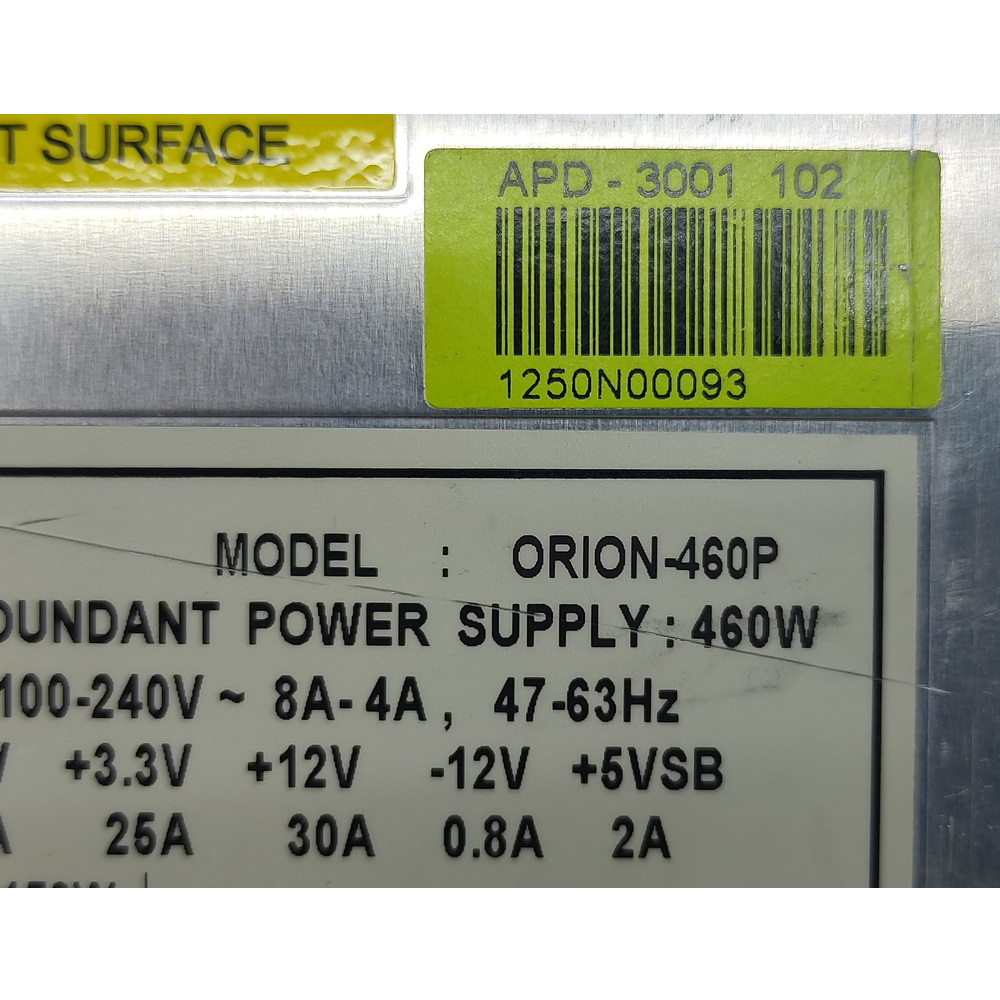 T SURFACE
APD - 3001 102
1250N00093
MODEL : ORION-460P
DUNDANT POWER SUPPLY : 460W
100-240V ~ 8A- 4A , 47-63Hz
V +3.3V +12V -12V +5VSB
A 25A 30A 0.8A 2A